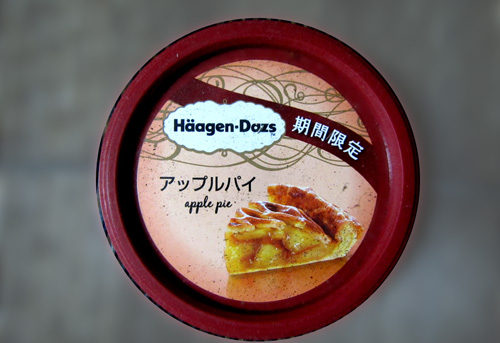 Häagen-Dazs
期間限定
アップルパイ
apple pie